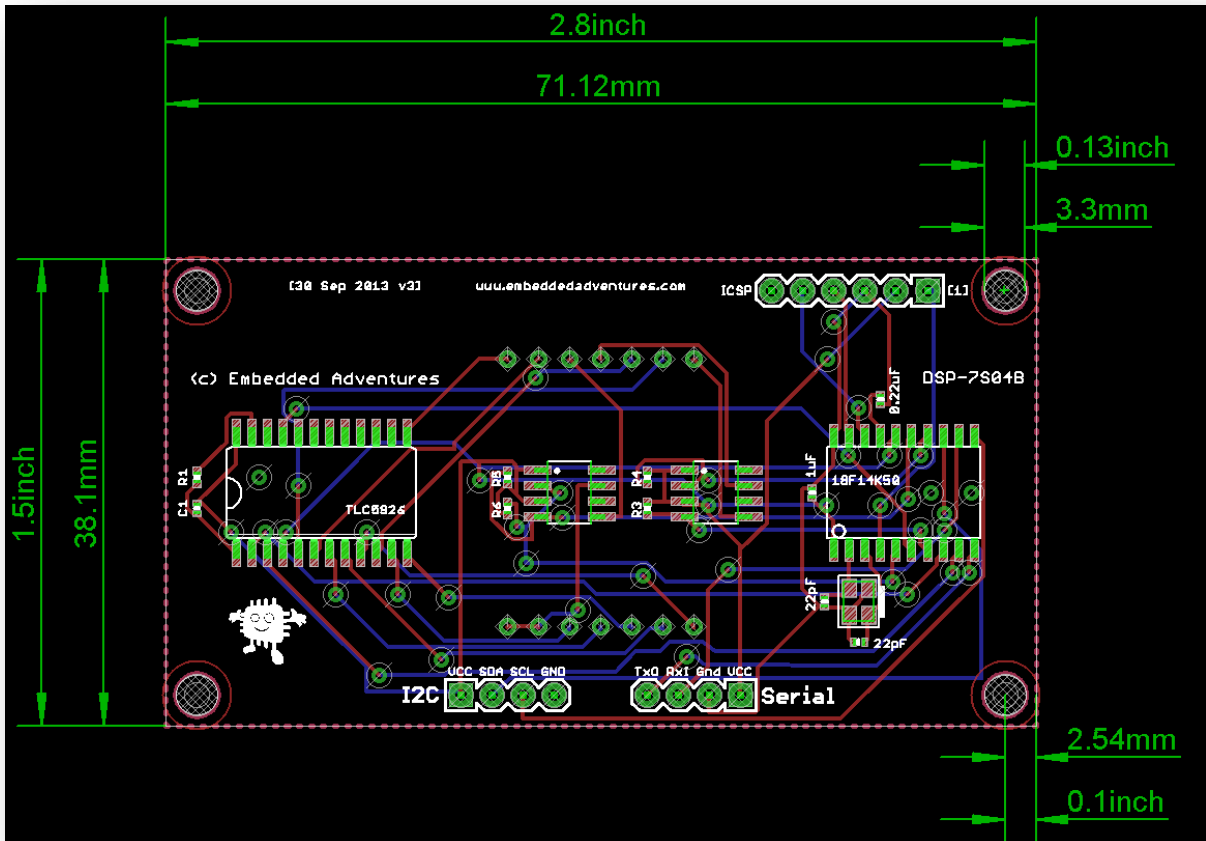 2.8inch
71.12mm
0.13inch
3.3mm
[30 Sep 2013 v3]
www.embeddedadventures.com
ICSP
[1]
(c) Embedded Adventures
DSP-7S04B
0.22uF
R1
C1
TLC5926
R5
R6
R4
R3
1uF
18F14K50
1.5inch
38.1mm
22pF
22pF
VCC SDA SCL GND
TxO RxI Gnd VCC
I2C
Serial
2.54mm
0.1inch